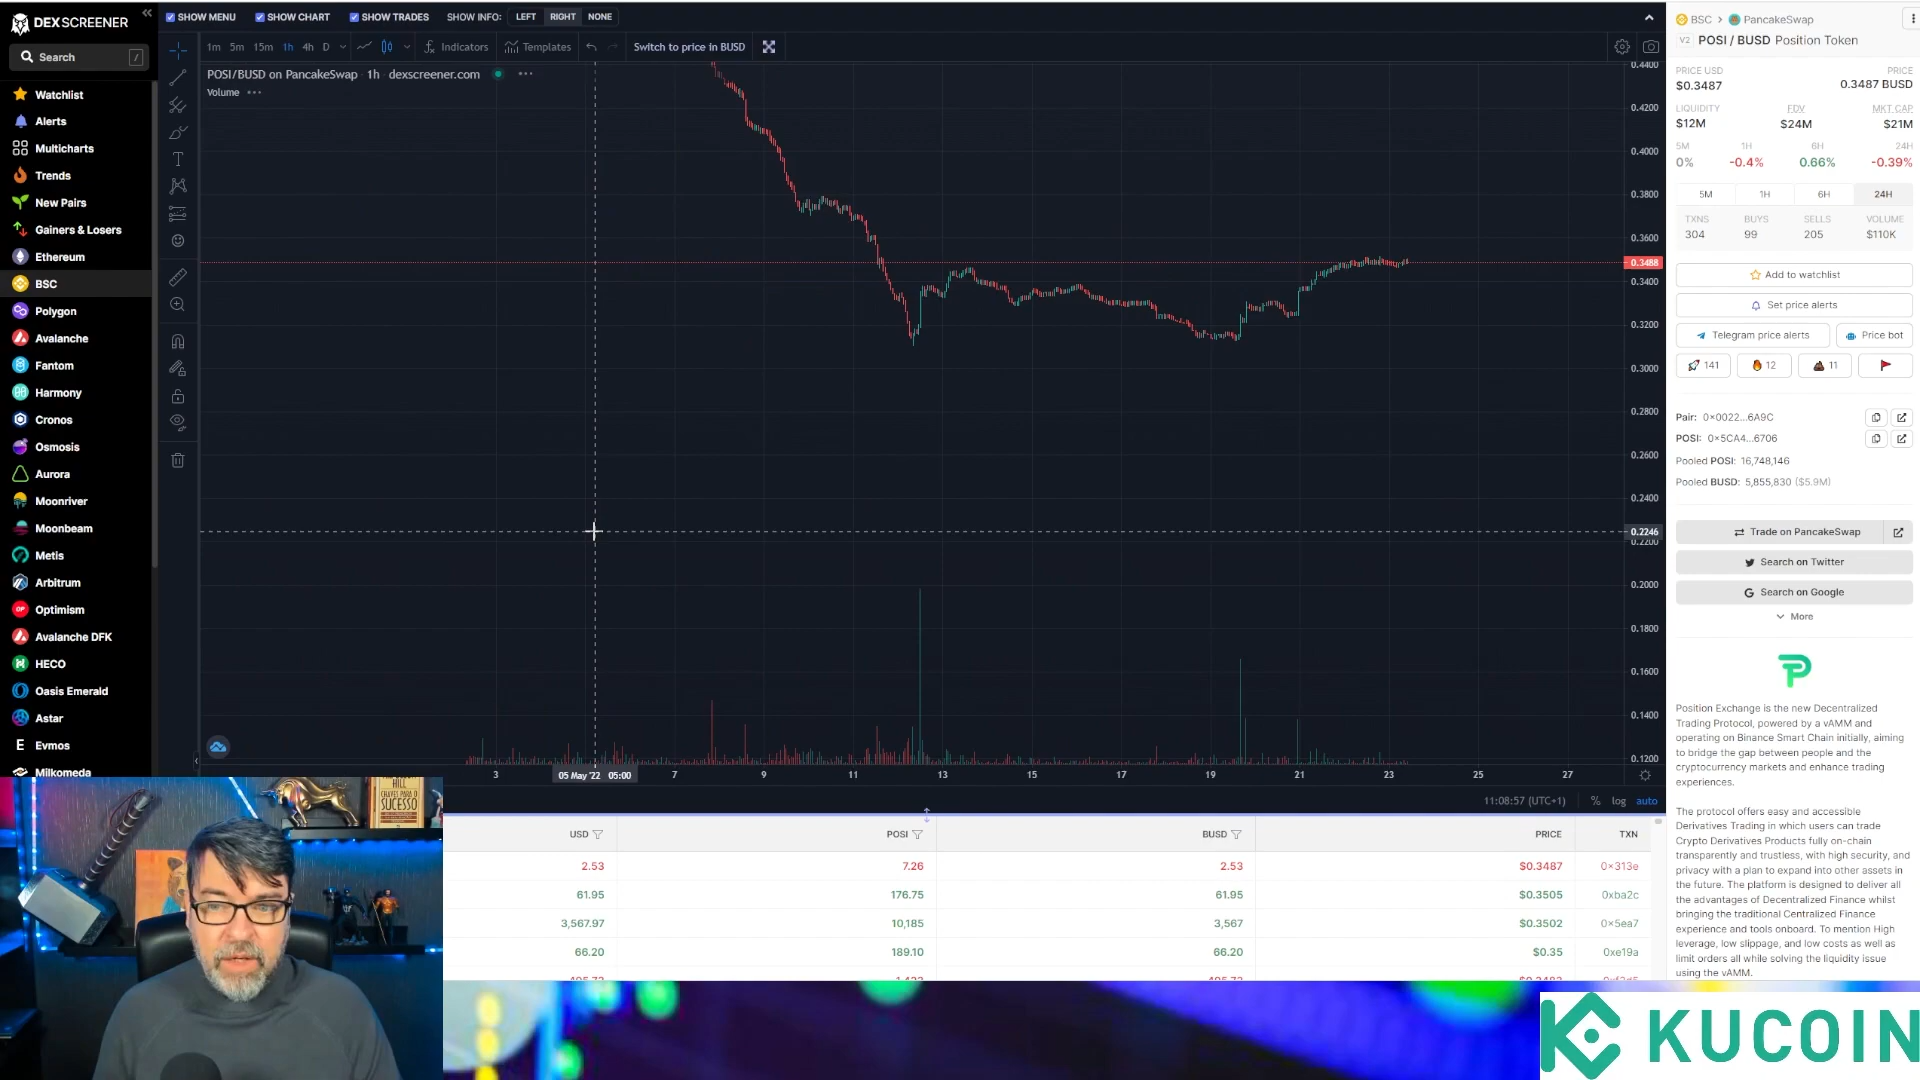 DEX SCREENER
Search /
Watchlist
Alerts
Multicharts
Trends
New Pairs
Gainers & Losers
Ethereum
BSC
Polygon
Avalanche
Fantom
Harmony
Cronos
Osmosis
Aurora
Moonriver
Moonbeam
Metis
Arbitrum
Optimism
Avalanche DFK
HECO
Oasis Emerald
Astar
Evmos
Milkomeda
SHOW MENU SHOW CHART SHOW TRADES SHOW INFO: LEFT RIGHT NONE
1m 5m 15m 1h 4h D Indicators Templates Switch to price in BUSD
POSI/BUSD on PancakeSwap · 1h · dexscreener.com
Volume
0.4400
0.4200
0.4000
0.3800
0.3600
0.3488
0.3400
0.3200
0.3000
0.2800
0.2600
0.2400
0.2246
0.2200
0.2000
0.1800
0.1600
0.1400
0.1200
3 05 May '22 05:00 7 9 11 13 15 17 19 21 23 25 27
11:08:57 (UTC+1) % log auto
USD POSI BUSD PRICE TXN
2.53 7.26 2.53 $0.3487 0x313e
61.95 176.75 61.95 $0.3505 0xba2c
3,567.97 10,185 3,567 $0.3502 0x5ea7
66.20 189.10 66.20 $0.35 0xe19a
BSC > PancakeSwap
V2 POSI / BUSD Position Token
PRICE USD PRICE
$0.3487 0.3487 BUSD
LIQUIDITY FDV MKT CAP
$12M $24M $21M
5M 1H 6H 24H
0% -0.4% 0.66% -0.39%
5M 1H 6H 24H
TXNS BUYS SELLS VOLUME
304 99 205 $110K
Add to watchlist
Set price alerts
Telegram price alerts Price bot
141 12 11
Pair: 0x0022...6A9C
POSI: 0x5CA4...6706
Pooled POSI: 16,748,146
Pooled BUSD: 5,855,830 ($5.9M)
Trade on PancakeSwap
Search on Twitter
Search on Google
More
Position Exchange is the new Decentralized
Trading Protocol, powered by a vAMM and
operating on Binance Smart Chain initially, aiming
to bridge the gap between people and the
cryptocurrency markets and enhance trading
experiences.
The protocol offers easy and accessible
Derivatives Trading in which users can trade
Crypto Derivatives Products fully on-chain
transparently and trustless, with high security, and
privacy with a plan to expand into other assets in
the future. The platform is designed to deliver all
the advantages of Decentralized Finance whilst
bringing the traditional Centralized Finance
experience and tools onboard. To mention High
leverage, low slippage, and low costs as well as
limit orders all while solving the liquidity issue
using the vAMM.
HILL
CHAVES PARA O
SUCESSO
KUCOIN